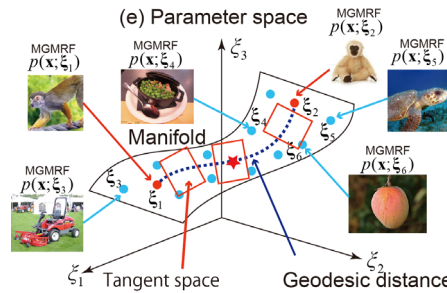 (e) Parameter space
MGMRF
p(x;ξ₁)
MGMRF
p(x;ξ₄)
ξ₃
MGMRF
p(x;ξ₂)
MGMRF
p(x;ξ₅)
Manifold
ξ₄
ξ₂
ξ₅
ξ₆
MGMRF
p(x;ξ₃)
ξ₃
ξ₁
MGMRF
p(x;ξ₆)
ξ₁
Tangent space
Geodesic distance
ξ₂